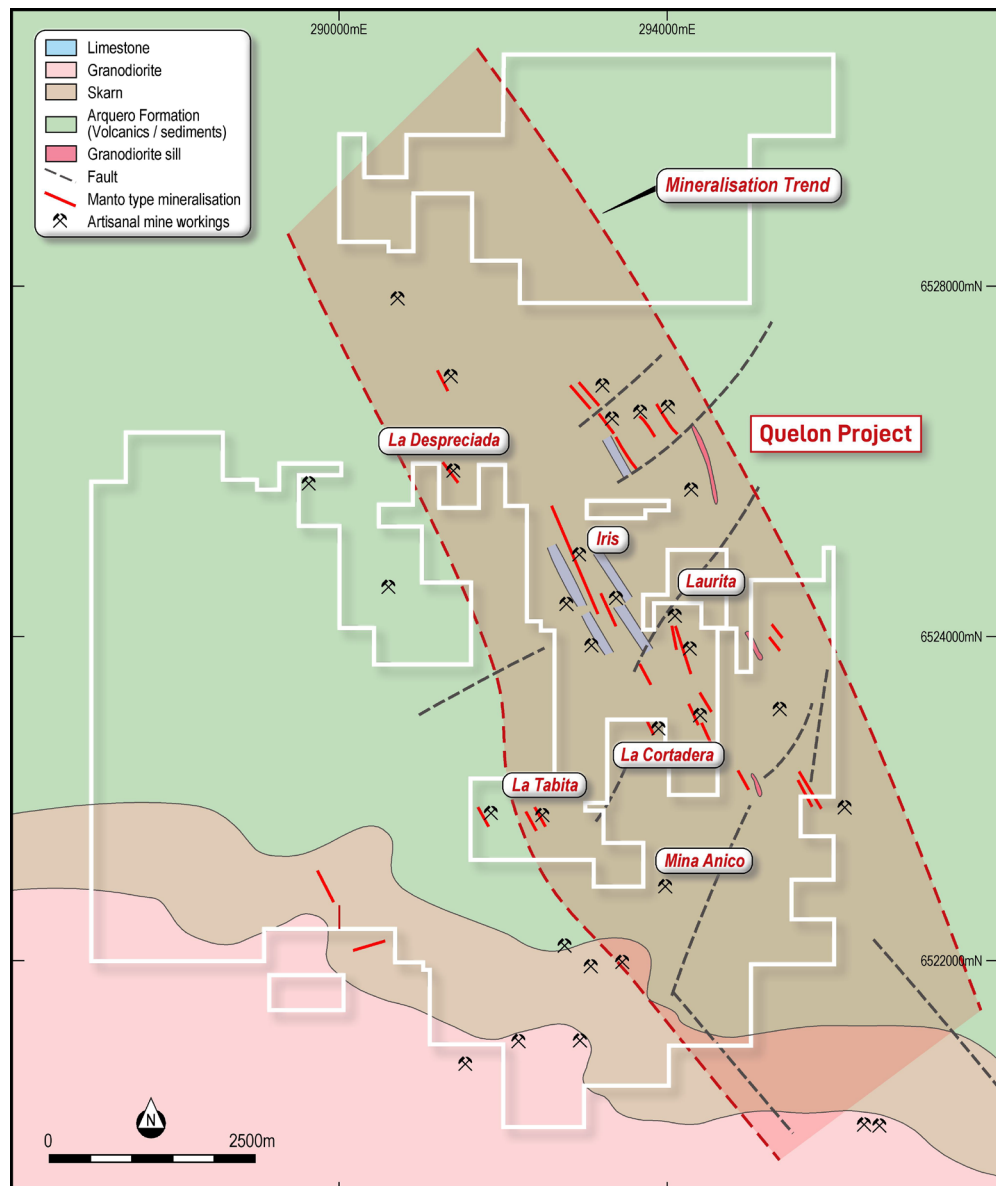 290000mE
294000mE
Limestone
Granodiorite
Skarn
Arquero Formation
(Volcanics / sediments)
Granodiorite sill
Fault
Manto type mineralisation
Artisanal mine workings
Mineralisation Trend
6528000mN
Quelon Project
La Despreciada
Iris
Laurita
6524000mN
La Cortadera
La Tabita
Mina Anico
6522000mN
N
0
2500m